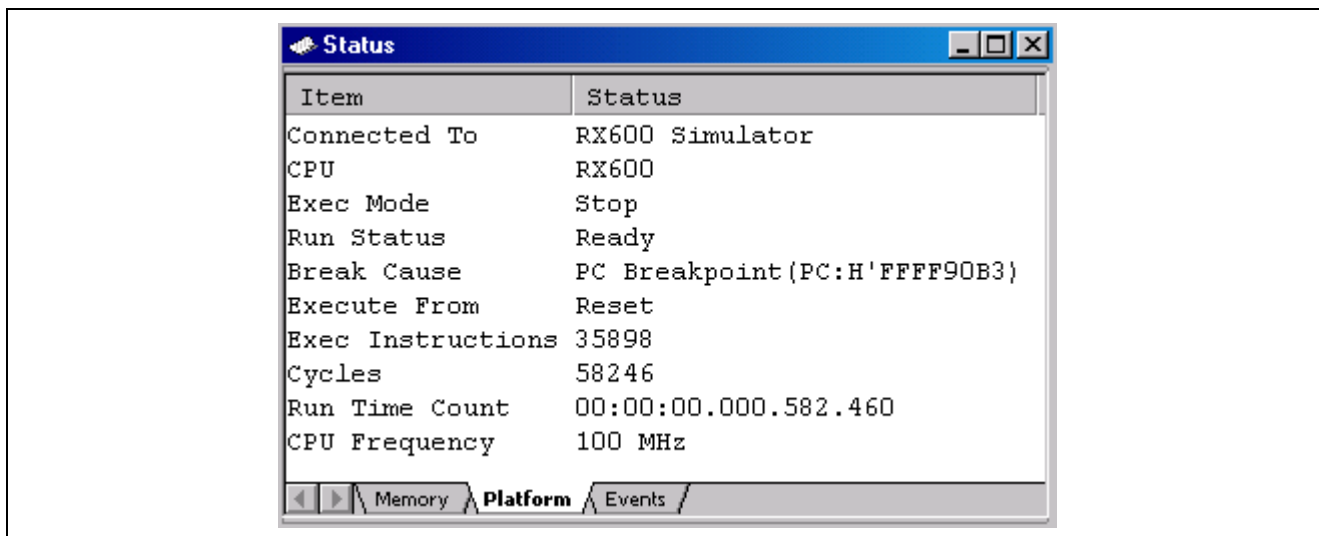 Status
Item Status
Connected To RX600 Simulator
CPU RX600
Exec Mode Stop
Run Status Ready
Break Cause PC Breakpoint(PC:H'FFFF90B3)
Execute From Reset
Exec Instructions 35898
Cycles 58246
Run Time Count 00:00:00.000.582.460
CPU Frequency 100 MHz
Memory Platform Events